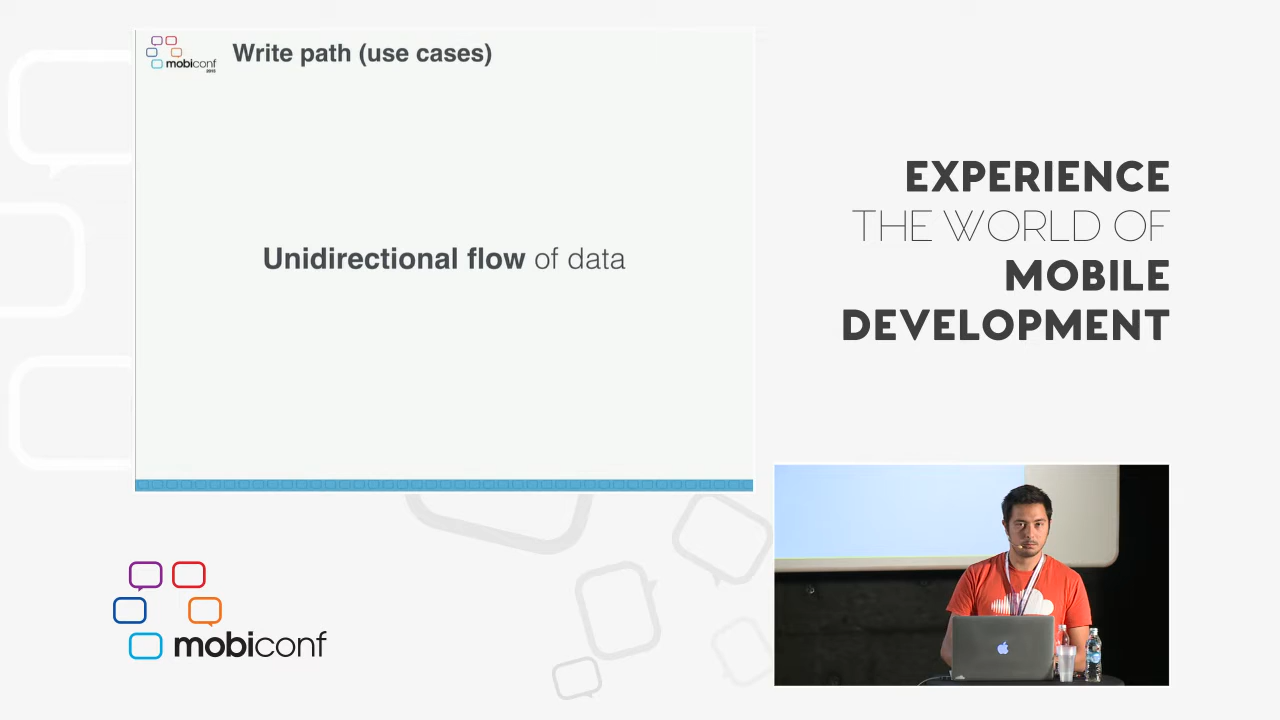 mobiconf
Write path (use cases)
Unidirectional flow of data
EXPERIENCE
THE WORLD OF
MOBILE
DEVELOPMENT
mobiconf